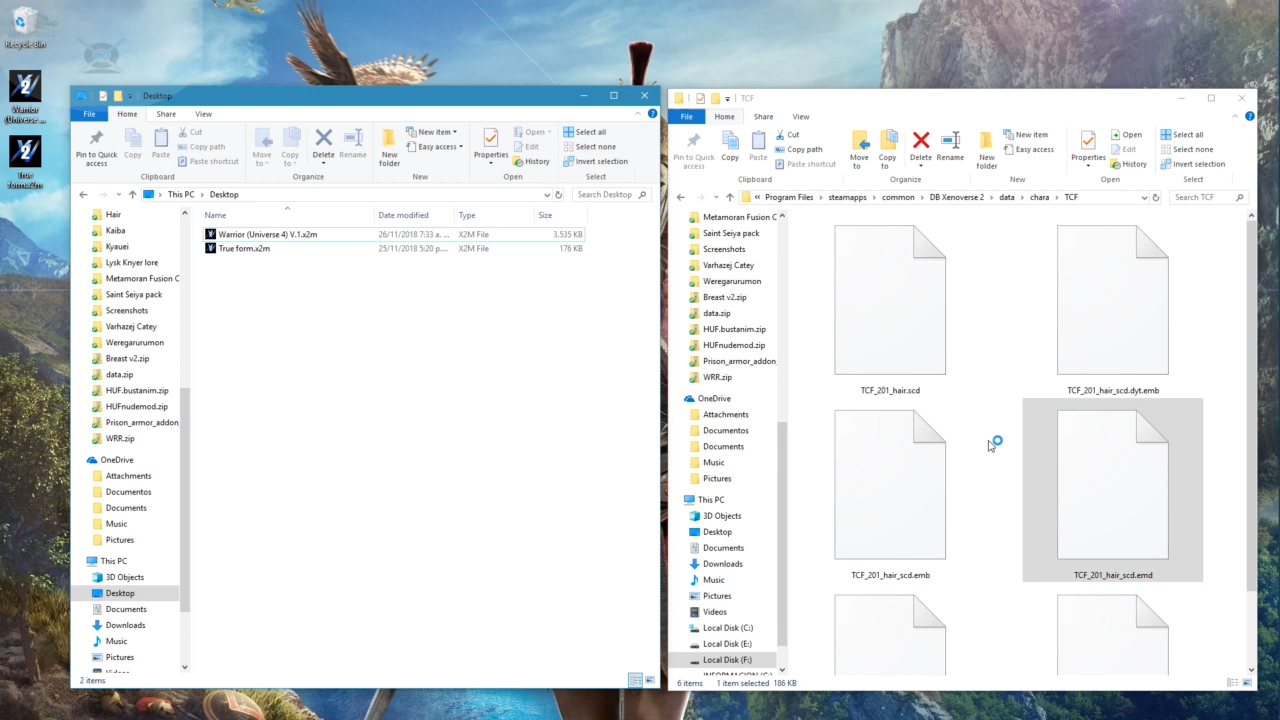 Recycle Bin
Warrior
(Universe ...
True
form.x2m
Desktop
File
Home
Share
View
Pin to Quick
access
Copy
Paste
Cut
Copy path
Paste shortcut
Clipboard
Move
to
Copy
to
Delete
Rename
Organize
New
folder
New item
Easy access
New
Properties
Open
Edit
History
Open
Select all
Select none
Invert selection
Select
This PC
Desktop
Search Desktop
Hair
Kaiba
Kyauei
Lysk Knyer lore
Metamoran Fusion C
Saint Seiya pack
Screenshots
Varhazej Catey
Weregarurumon
Breast v2.zip
data.zip
HUF.bustanim.zip
HUFnudemod.zip
Prison_armor_addon_
WRR.zip
OneDrive
Attachments
Documentos
Documents
Music
Pictures
This PC
3D Objects
Desktop
Documents
Downloads
Music
Pictures
Name Date modified Type Size
Warrior (Universe 4) V.1.x2m 26/11/2018 7:33 a. ... X2M File 3.535 KB
True form.x2m 25/11/2018 5:20 p.... X2M File 176 KB
2 items
TCF
File
Home
Share
View
Pin to Quick
access
Copy
Paste
Cut
Copy path
Paste shortcut
Clipboard
Move
to
Copy
to
Delete
Rename
Organize
New
folder
New item
Easy access
New
Properties
Open
Edit
History
Open
Select all
Select none
Invert selection
Select
« Program Files
steamapps
common
DB Xenoverse 2
data
chara
TCF
Search TCF
Metamoran Fusion C
Saint Seiya pack
Screenshots
Varhazej Catey
Weregarurumon
Breast v2.zip
data.zip
HUF.bustanim.zip
HUFnudemod.zip
Prison_armor_addon_
WRR.zip
OneDrive
Attachments
Documentos
Documents
Music
Pictures
This PC
3D Objects
Desktop
Documents
Downloads
Music
Pictures
Videos
Local Disk (C:)
Local Disk (E:)
Local Disk (F:)
TCF_201_hair.scd
TCF_201_hair_scd.dyt.emb
TCF_201_hair_scd.emb
TCF_201_hair_scd.emd
6 items 1 item selected 186 KB